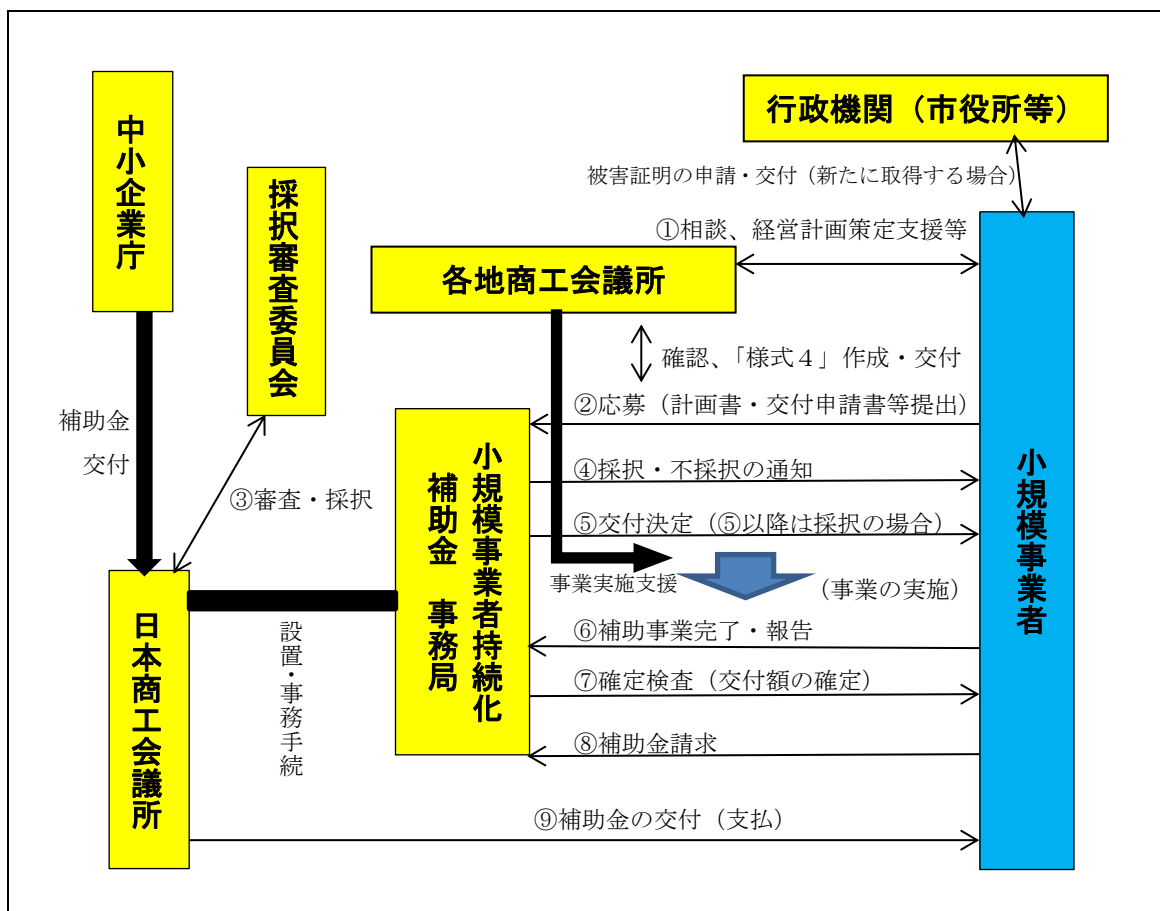 行政機関（市役所等）
中小企業庁
採択審査委員会
被害証明の申請・交付（新たに取得する場合）
①相談、経営計画策定支援等
各地商工会議所
確認、「様式４」作成・交付
②応募（計画書・交付申請書等提出）
補助金
交付
③審査・採択
小規模事業者持続化
補助金　事務局
④採択・不採択の通知
⑤交付決定（⑤以降は採択の場合）
小規模事業者
事業実施支援
（事業の実施）
日本商工会議所
設置・事務手続
⑥補助事業完了・報告
⑦確定検査（交付額の確定）
⑧補助金請求
⑨補助金の交付（支払）